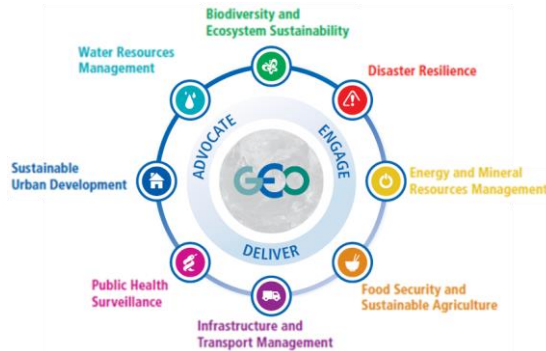 Biodiversity and
Ecosystem Sustainability
Water Resources
Management
Disaster Resilience
ADVOCATE
ENGAGE
Sustainable
Urban Development
GEO
Energy and Mineral
Resources Management
DELIVER
Public Health
Surveillance
Food Security and
Sustainable Agriculture
Infrastructure and
Transport Management